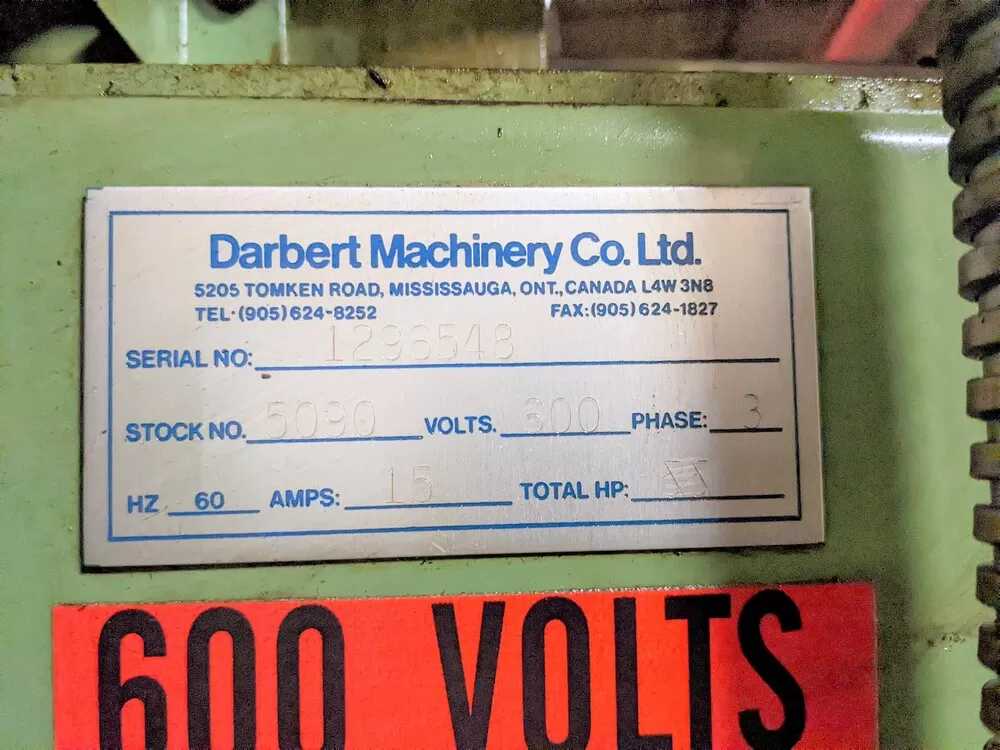 Darbert Machinery Co. Ltd.
5205 TOMKEN ROAD, MISSISSAUGA, ONT., CANADA L4W 3N8
TEL·(905)624-8252 FAX:(905)624-1827
SERIAL NO: 1296548
STOCK NO. 5090 VOLTS. 600 PHASE: 3
HZ 60 AMPS: 15 TOTAL HP:
600 VOLTS